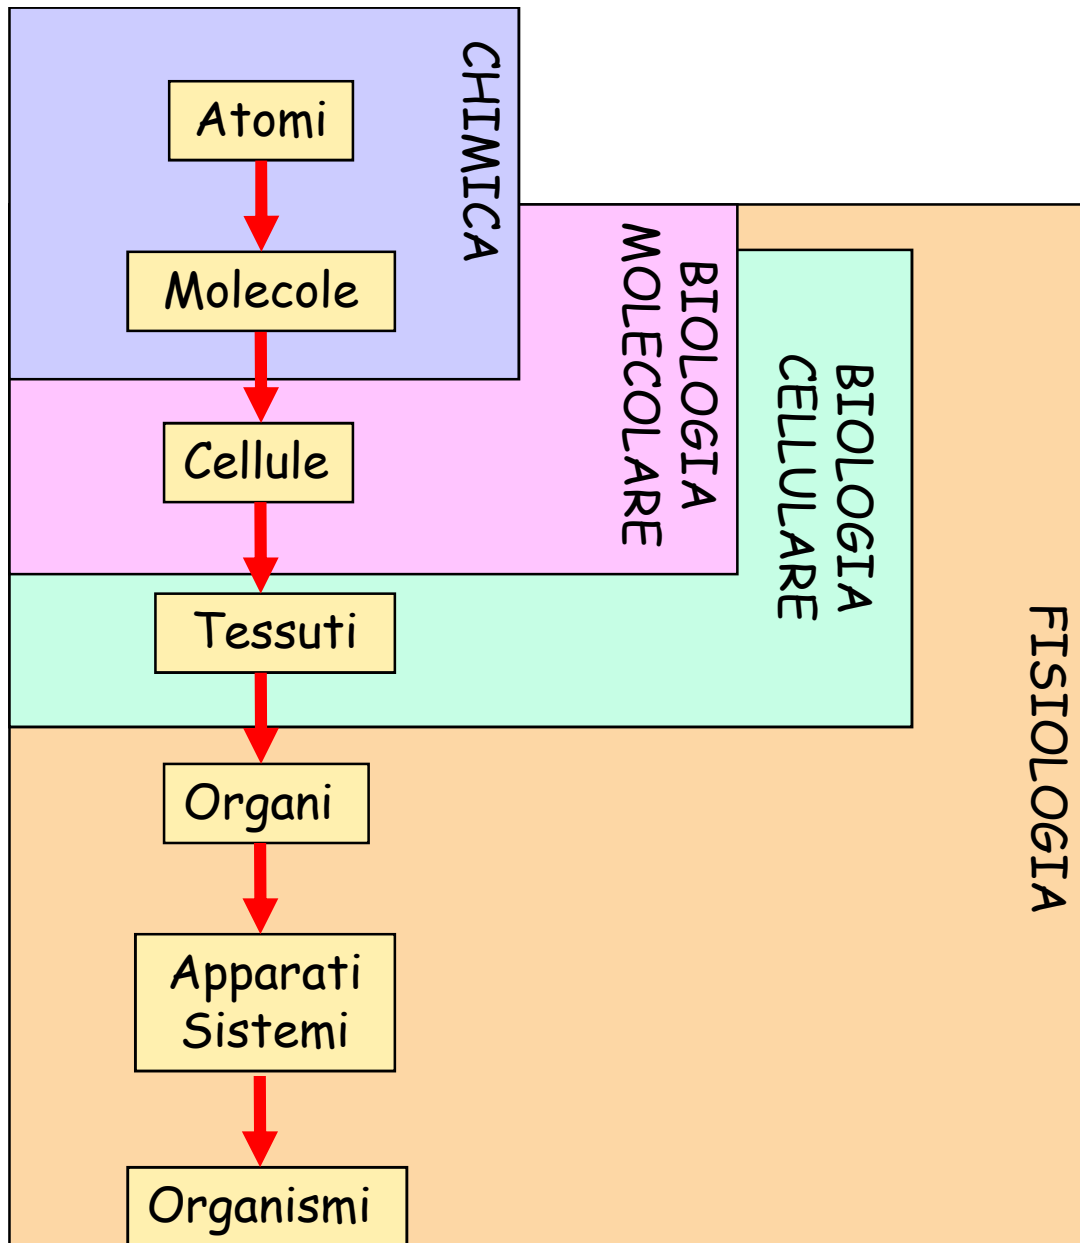 Atomi
CHIMICA
Molecole
BIOLOGIA
MOLECOLARE
Cellule
BIOLOGIA
CELLULARE
Tessuti
Organi
FISIOLOGIA
Apparati
Sistemi
Organismi